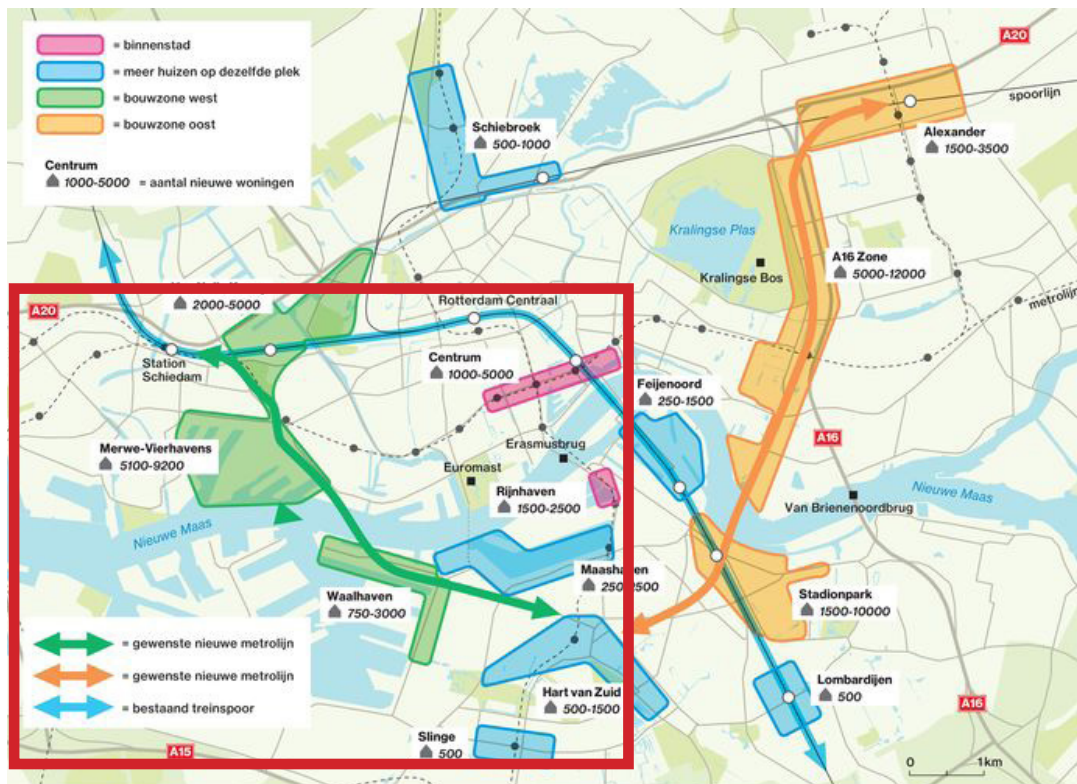 = binnenstad
= meer huizen op dezelfde plek
= bouwzone west
= bouwzone oost
Centrum
1000-5000 = aantal nieuwe woningen
A20
spoorlijn
Schiebroek
500-1000
Alexander
1500-3500
Kralingse Plas
Kralingse Bos
A16 Zone
5000-12000
metrolijn
2000-5000
A20
Rotterdam Centraal
Station
Schiedam
Centrum
1000-5000
Feijenoord
250-1500
A16
Merwe-Vierhavens
5100-9200
Erasmusbrug
Euromast
Rijnhaven
1500-2500
Nieuwe Maas
Van Brienenoordbrug
Nieuwe Maas
Maashaven
250-2500
Waalhaven
750-3000
Stadionpark
1500-10000
= gewenste nieuwe metrolijn
= gewenste nieuwe metrolijn
= bestaand treinspoor
Hart van Zuid
500-1500
Lombardijen
500
A16
Slinge
500
A15
0 1km